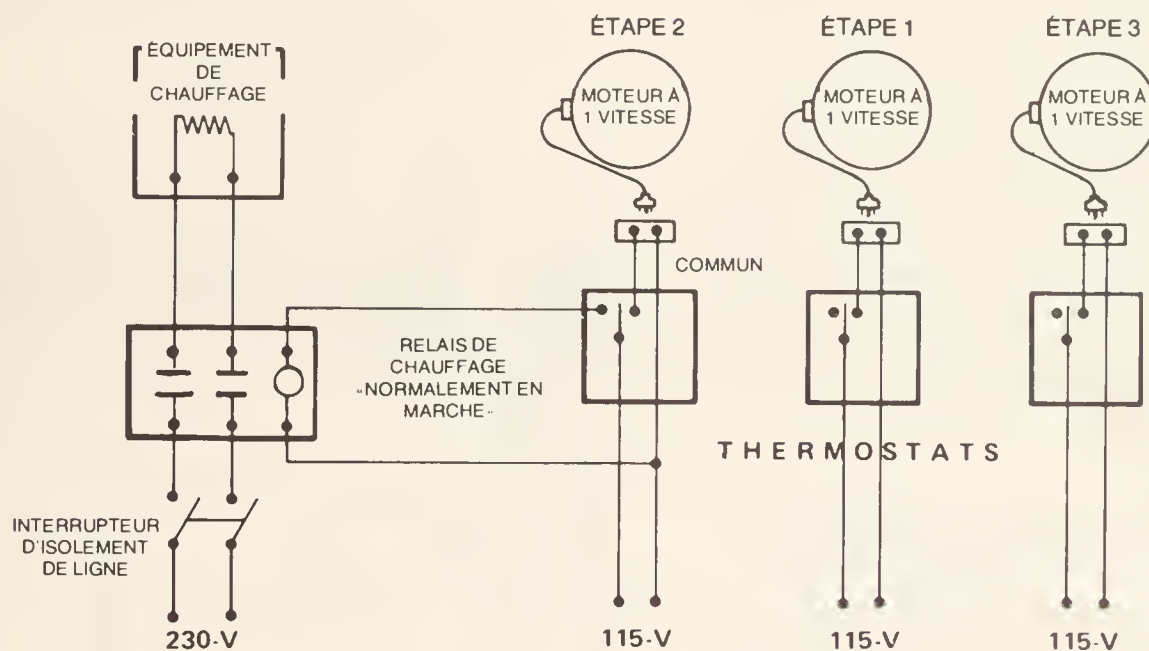 ÉQUIPEMENT
DE
CHAUFFAGE
ÉTAPE 2
MOTEUR À
1 VITESSE
ÉTAPE 1
MOTEUR À
1 VITESSE
ÉTAPE 3
MOTEUR À
1 VITESSE
COMMUN
RELAIS DE
CHAUFFAGE
«NORMALEMENT EN
MARCHE»
THERMOSTATS
INTERRUPTEUR
D'ISOLEMENT
DE LIGNE
230-V
115-V
115-V
115-V